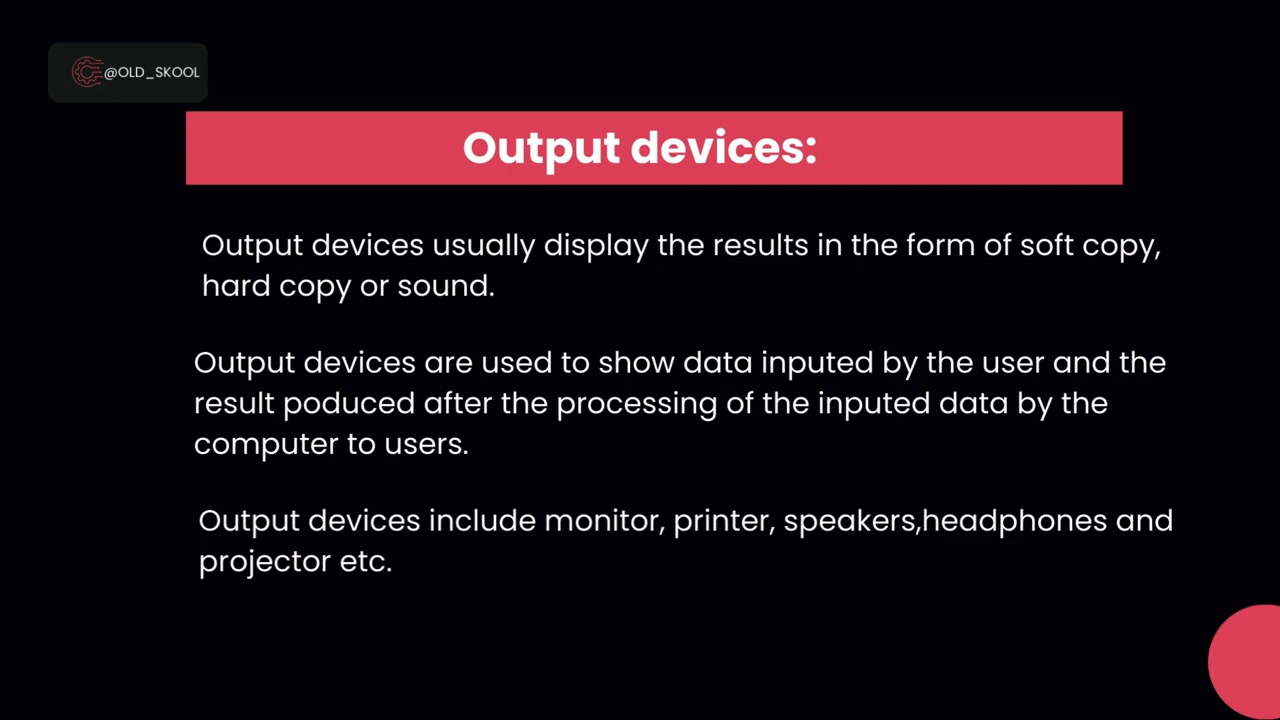 @OLD_SKOOL
Output devices:
Output devices usually display the results in the form of soft copy,
hard copy or sound.
Output devices are used to show data inputed by the user and the
result poduced after the processing of the inputed data by the
computer to users.
Output devices include monitor, printer, speakers,headphones and
projector etc.